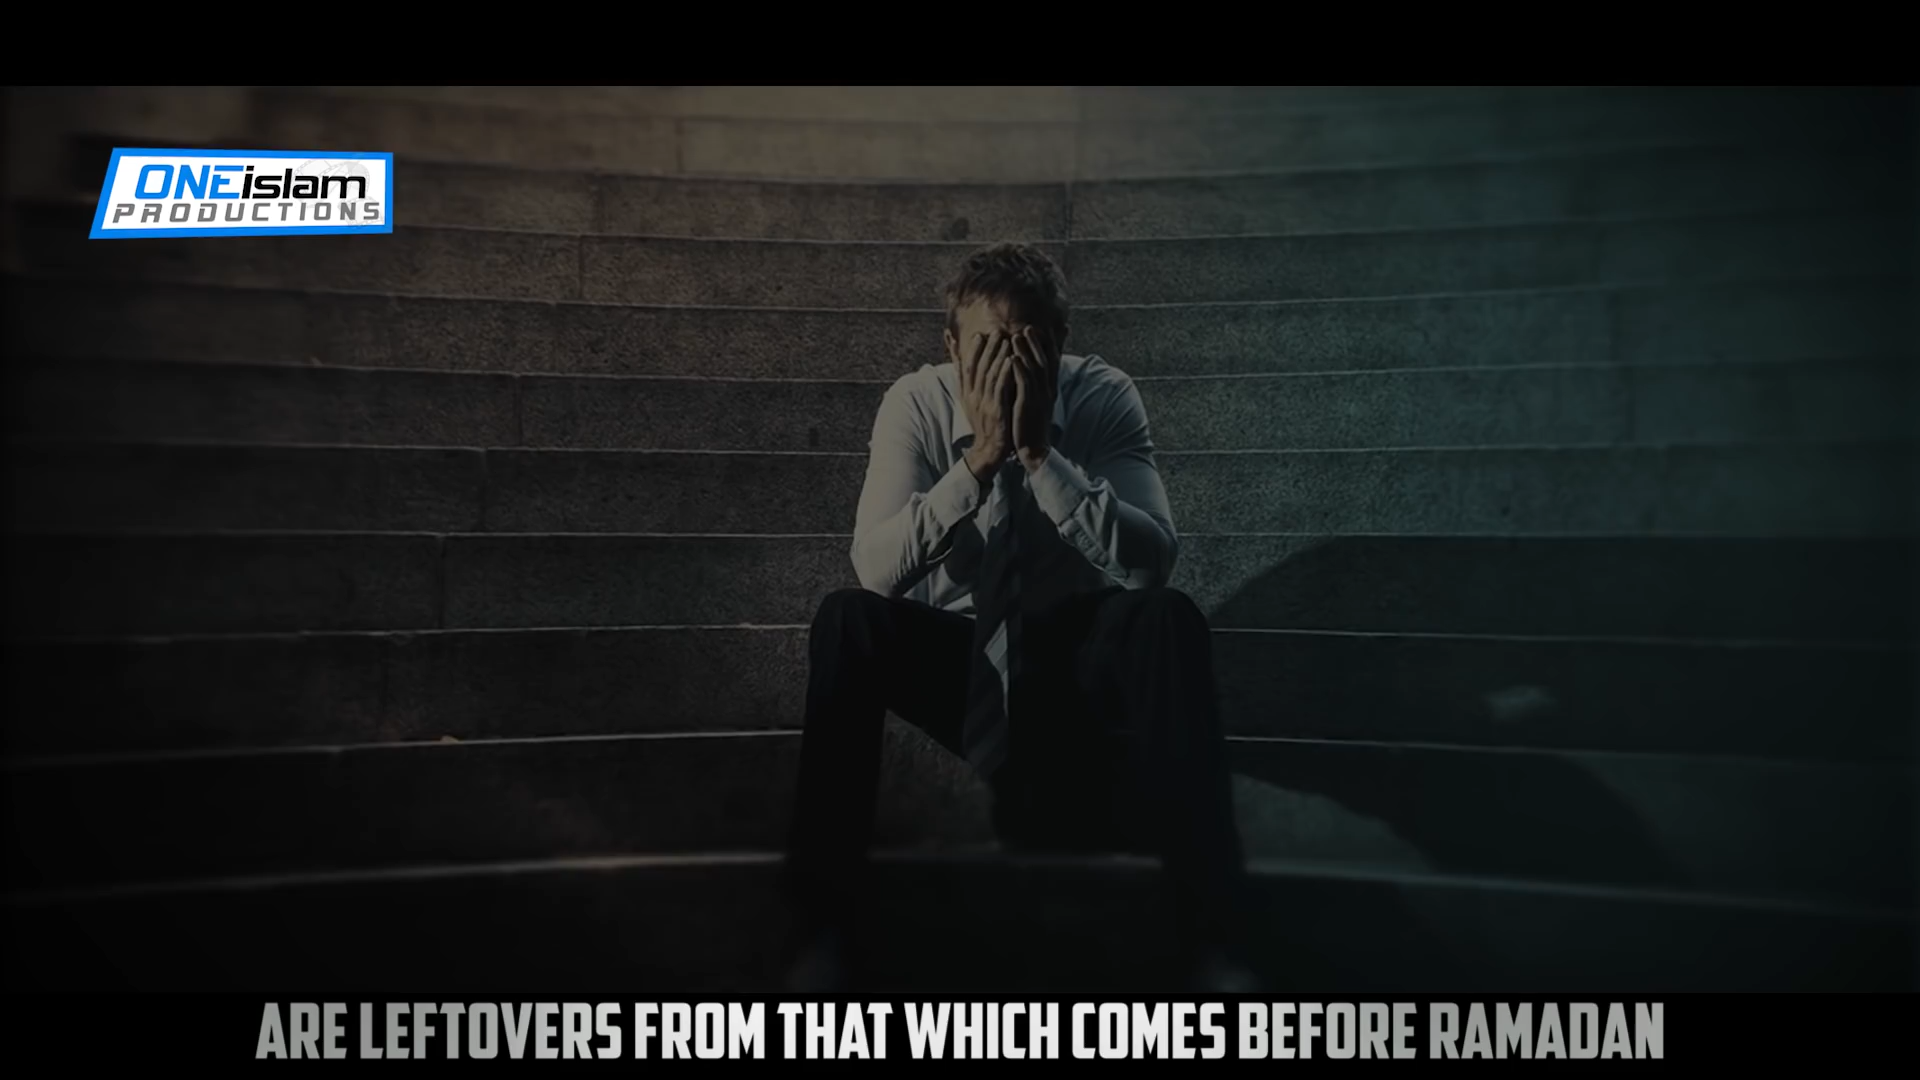 ONEislam
PRODUCTIONS
ARE LEFTOVERS FROM THAT WHICH COMES BEFORE RAMADAN